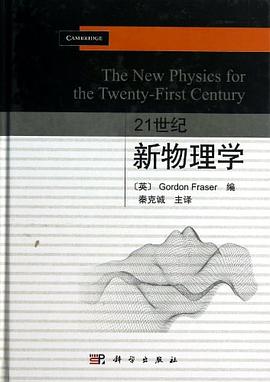 CAMBRIDGE
The New Physics for
the Twenty-First Century
21世纪
新物理学
〔英〕 Gordon Fraser 编
秦克诚 主译
科学出版社